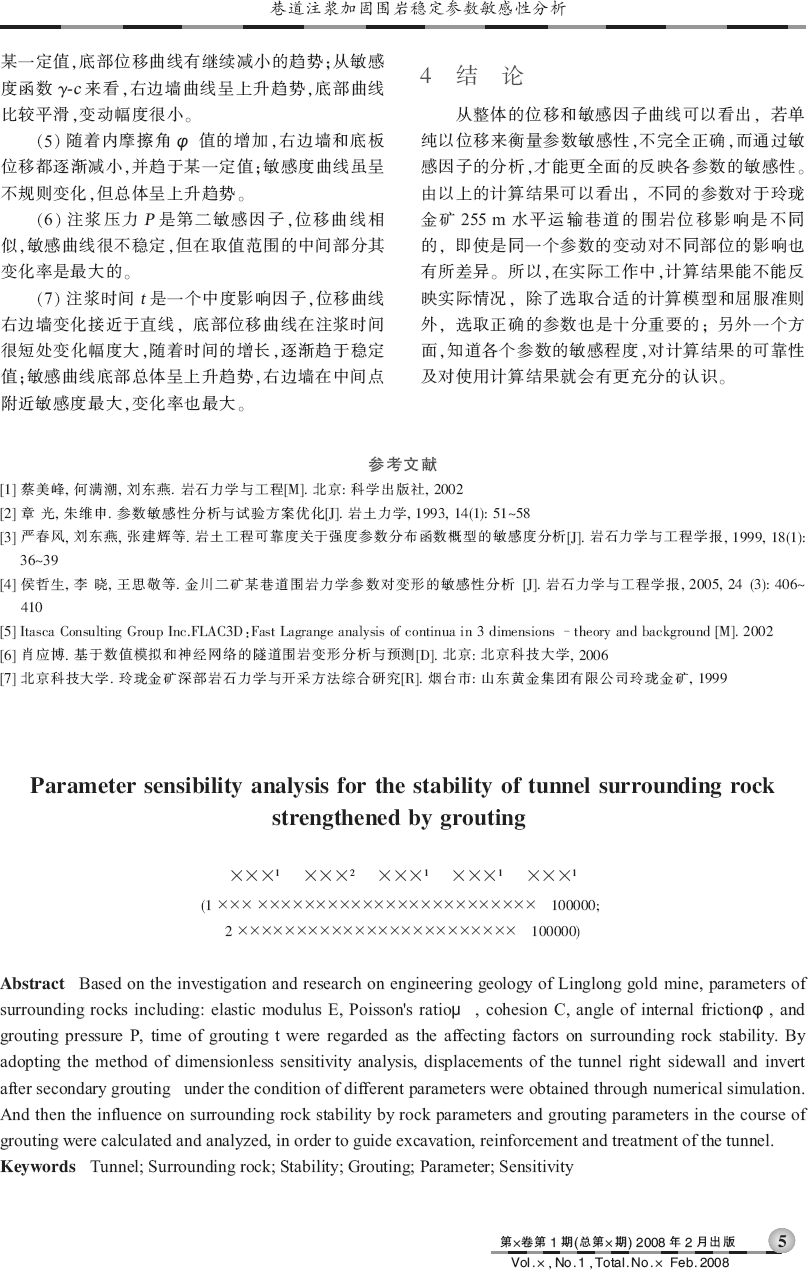 巷道注浆加固围岩稳定参数敏感性分析
某一定值,底部位移曲线有继续减小的趋势;从敏感
度函数 γ-c 来看,右边墙曲线呈上升趋势,底部曲线
比较平滑,变动幅度很小。
(5) 随着内摩擦角 φ 值的增加,右边墙和底板
位移都逐渐减小,并趋于某一定值;敏感度曲线虽呈
不规则变化,但总体呈上升趋势。
(6) 注浆压力 P 是第二敏感因子,位移曲线相
似,敏感曲线很不稳定,但在取值范围的中间部分其
变化率是最大的。
(7) 注浆时间 t 是一个中度影响因子,位移曲线
右边墙变化接近于直线, 底部位移曲线在注浆时间
很短处变化幅度大,随着时间的增长,逐渐趋于稳定
值;敏感曲线底部总体呈上升趋势,右边墙在中间点
附近敏感度最大,变化率也最大。
4 结 论
从整体的位移和敏感因子曲线可以看出, 若单
纯以位移来衡量参数敏感性,不完全正确,而通过敏
感因子的分析,才能更全面的反映各参数的敏感性。
由以上的计算结果可以看出, 不同的参数对于玲珑
金矿 255 m 水平运输巷道的围岩位移影响是不同
的, 即使是同一个参数的变动对不同部位的影响也
有所差异。所以,在实际工作中,计算结果能不能反
映实际情况, 除了选取合适的计算模型和屈服准则
外, 选取正确的参数也是十分重要的; 另外一个方
面,知道各个参数的敏感程度,对计算结果的可靠性
及对使用计算结果就会有更充分的认识。
参考文献
[1] 蔡美峰, 何满潮, 刘东燕. 岩石力学与工程[M]. 北京: 科学出版社, 2002
[2] 章 光, 朱维申. 参数敏感性分析与试验方案优化[J]. 岩土力学, 1993, 14(1): 51~58
[3] 严春风, 刘东燕, 张建辉等. 岩土工程可靠度关于强度参数分布函数概型的敏感度分析[J]. 岩石力学与工程学报, 1999, 18(1):
36~39
[4] 侯哲生, 李 晓, 王思敬等. 金川二矿某巷道围岩力学参数对变形的敏感性分析 [J]. 岩石力学与工程学报, 2005, 24 (3): 406~
410
[5] Itasca Consulting Group Inc.FLAC3D:Fast Lagrange analysis of continua in 3 dimensions –theory and background [M]. 2002
[6] 肖应博. 基于数值模拟和神经网络的隧道围岩变形分析与预测[D]. 北京: 北京科技大学, 2006
[7] 北京科技大学. 玲珑金矿深部岩石力学与开采方法综合研究[R]. 烟台市: 山东黄金集团有限公司玲珑金矿, 1999
Parameter sensibility analysis for the stability of tunnel surrounding rock
strengthened by grouting
×××¹ ×××² ×××¹ ×××¹ ×××¹
(1 ××× ×××××××××××××××××××××××× 100000;
2 ×××××××××××××××××××××××× 100000)
Abstract Based on the investigation and research on engineering geology of Linglong gold mine, parameters of
surrounding rocks including: elastic modulus E, Poisson's ratioμ , cohesion C, angle of internal frictionφ, and
grouting pressure P, time of grouting t were regarded as the affecting factors on surrounding rock stability. By
adopting the method of dimensionless sensitivity analysis, displacements of the tunnel right sidewall and invert
after secondary grouting under the condition of different parameters were obtained through numerical simulation.
And then the influence on surrounding rock stability by rock parameters and grouting parameters in the course of
grouting were calculated and analyzed, in order to guide excavation, reinforcement and treatment of the tunnel.
Keywords Tunnel; Surrounding rock; Stability; Grouting; Parameter; Sensitivity
第×卷第 1 期(总第×期) 2008 年 2 月出版 5
Vol.×, No.1, Total.No.× Feb.2008